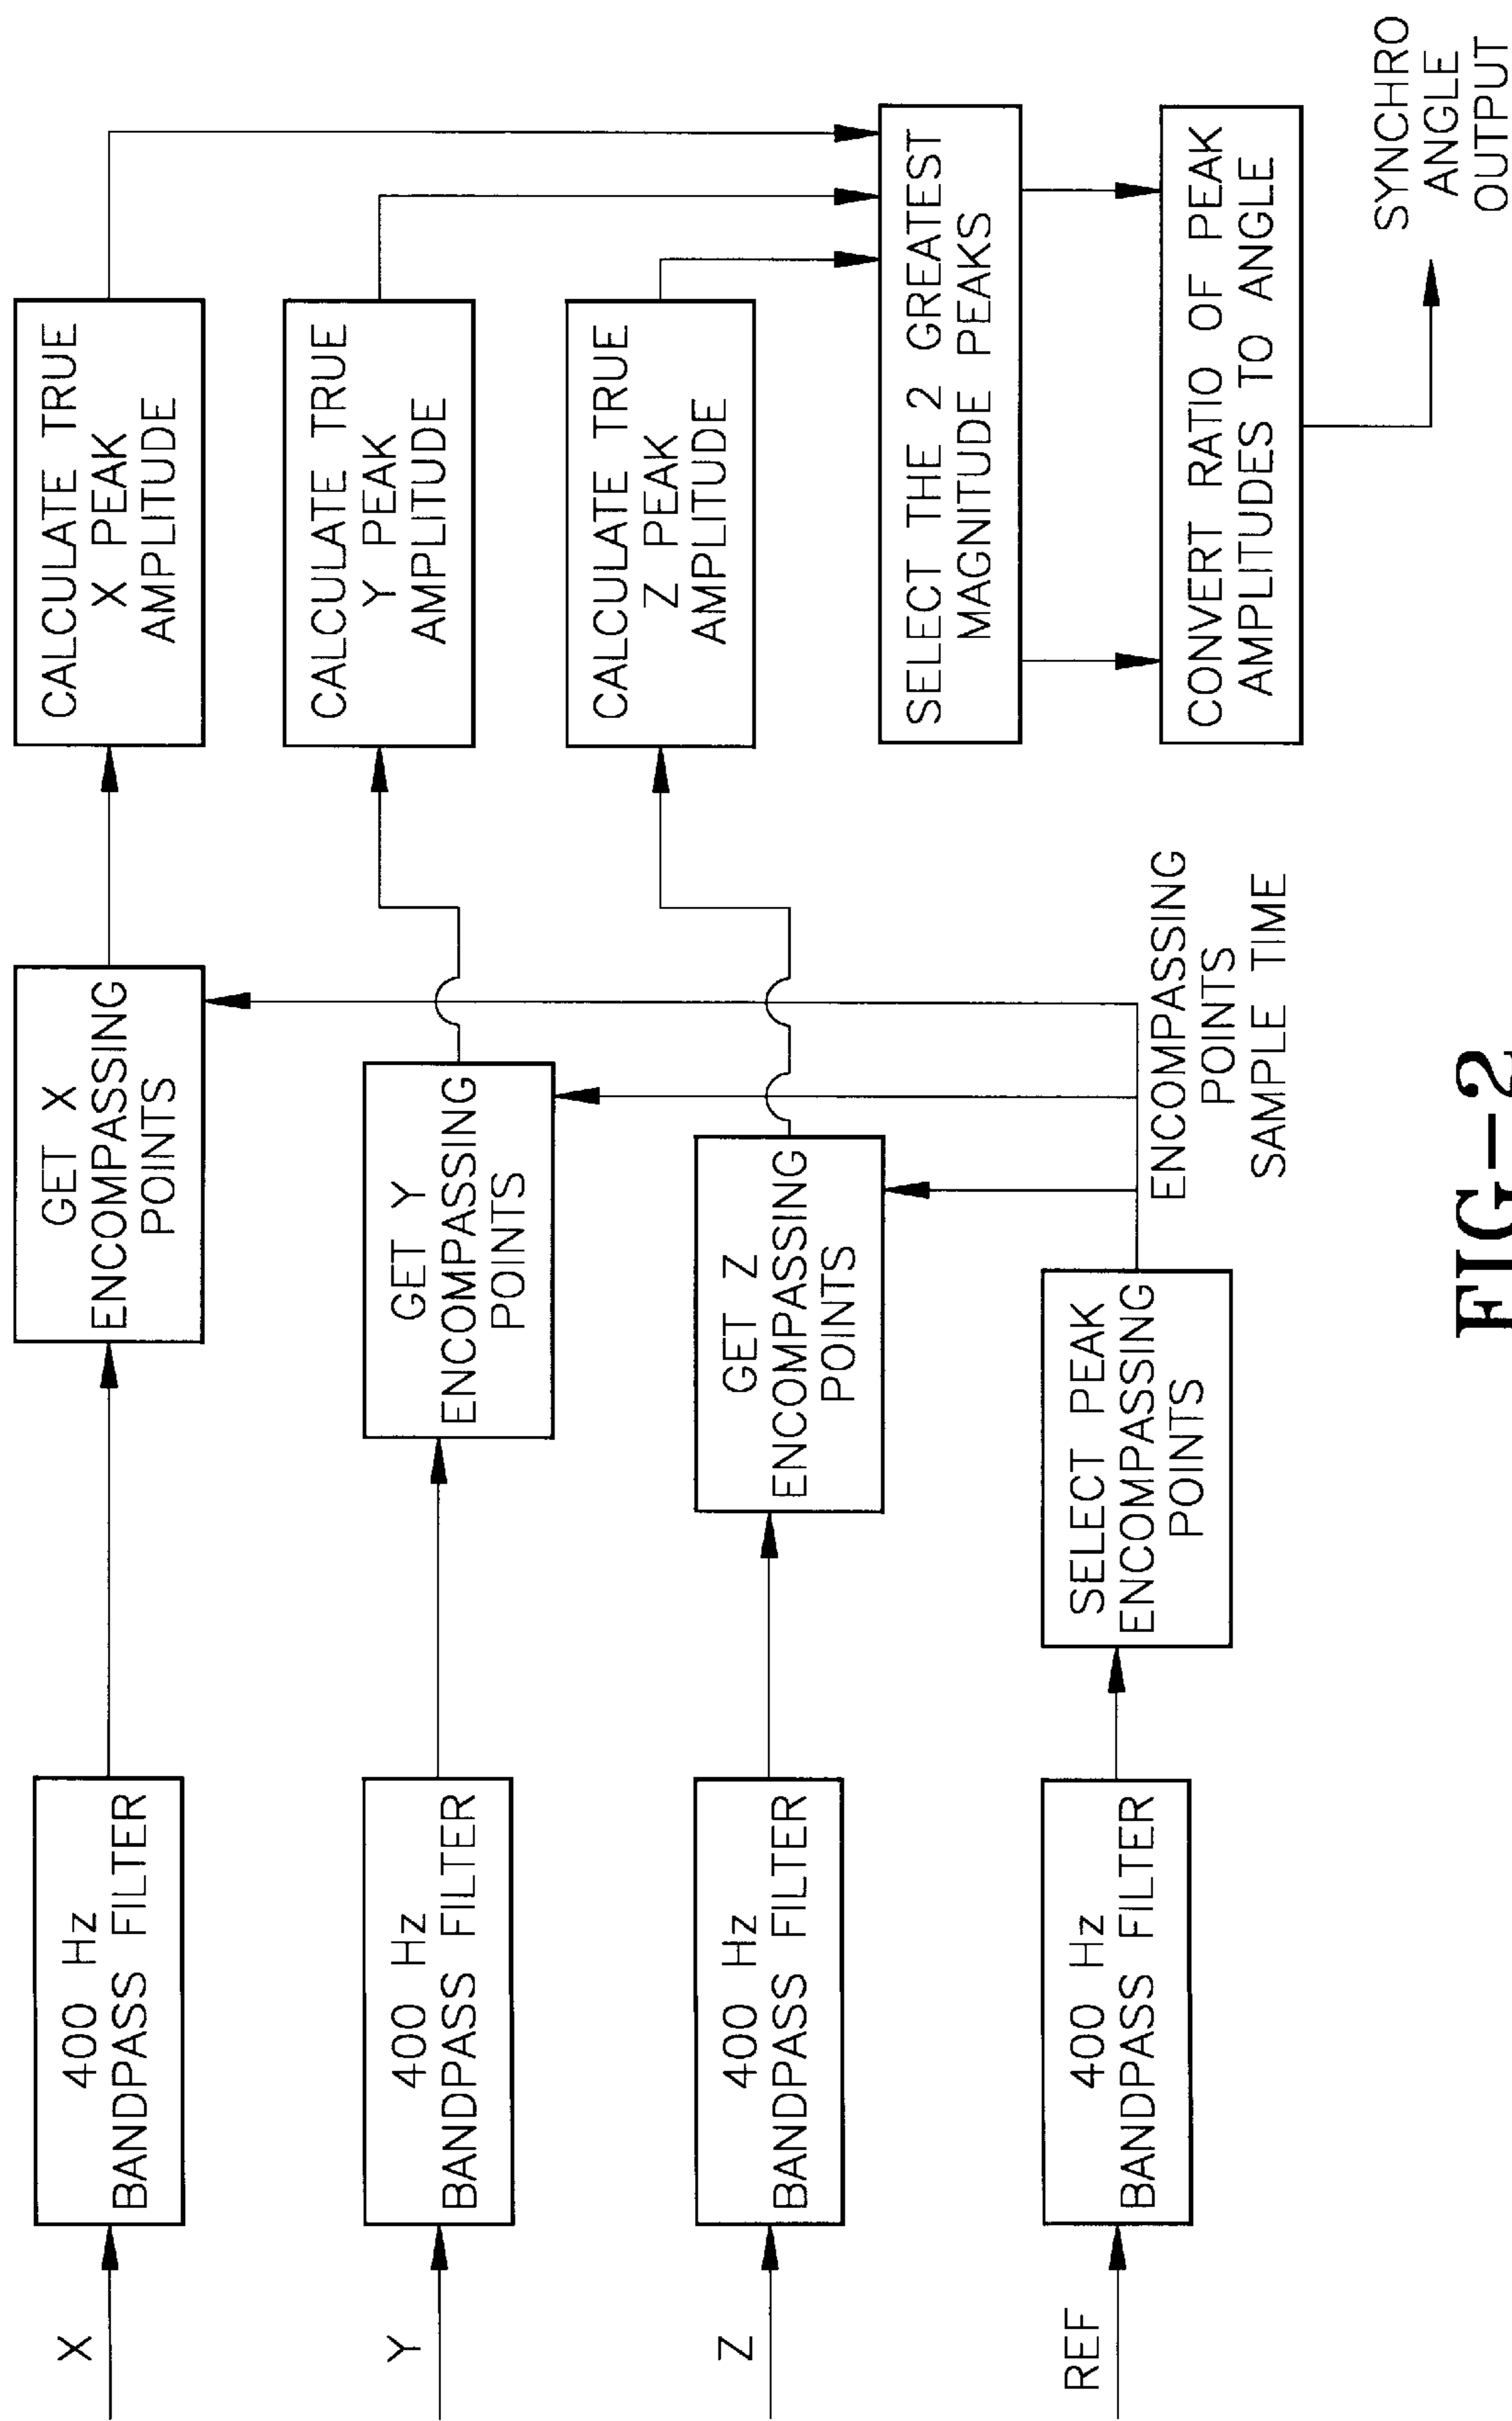 X
400 Hz
BANDPASS FILTER
GET X
ENCOMPASSING
POINTS
CALCULATE TRUE
X PEAK
AMPLITUDE
Y
400 Hz
BANDPASS FILTER
GET Y
ENCOMPASSING
POINTS
CALCULATE TRUE
Y PEAK
AMPLITUDE
Z
400 Hz
BANDPASS FILTER
GET Z
ENCOMPASSING
POINTS
CALCULATE TRUE
Z PEAK
AMPLITUDE
REF
400 Hz
BANDPASS FILTER
SELECT PEAK
ENCOMPASSING
POINTS
ENCOMPASSING
POINTS
SAMPLE TIME
SELECT THE 2 GREATEST
MAGNITUDE PEAKS
CONVERT RATIO OF PEAK
AMPLITUDES TO ANGLE
SYNCHRO
ANGLE
OUTPUT
FIG-2